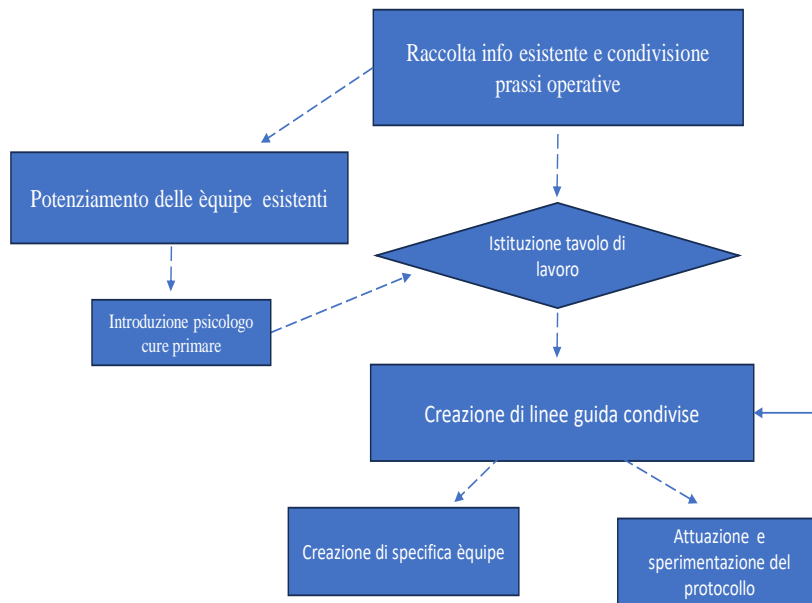 Raccolta info esistente e condivisione
prassi operative
Potenziamento delle èquipe esistenti
Istituzione tavolo di
lavoro
Introduzione psicologo
cure primare
Creazione di linee guida condivise
Creazione di specifica èquipe
Attuazione e
sperimentazione del
protocollo